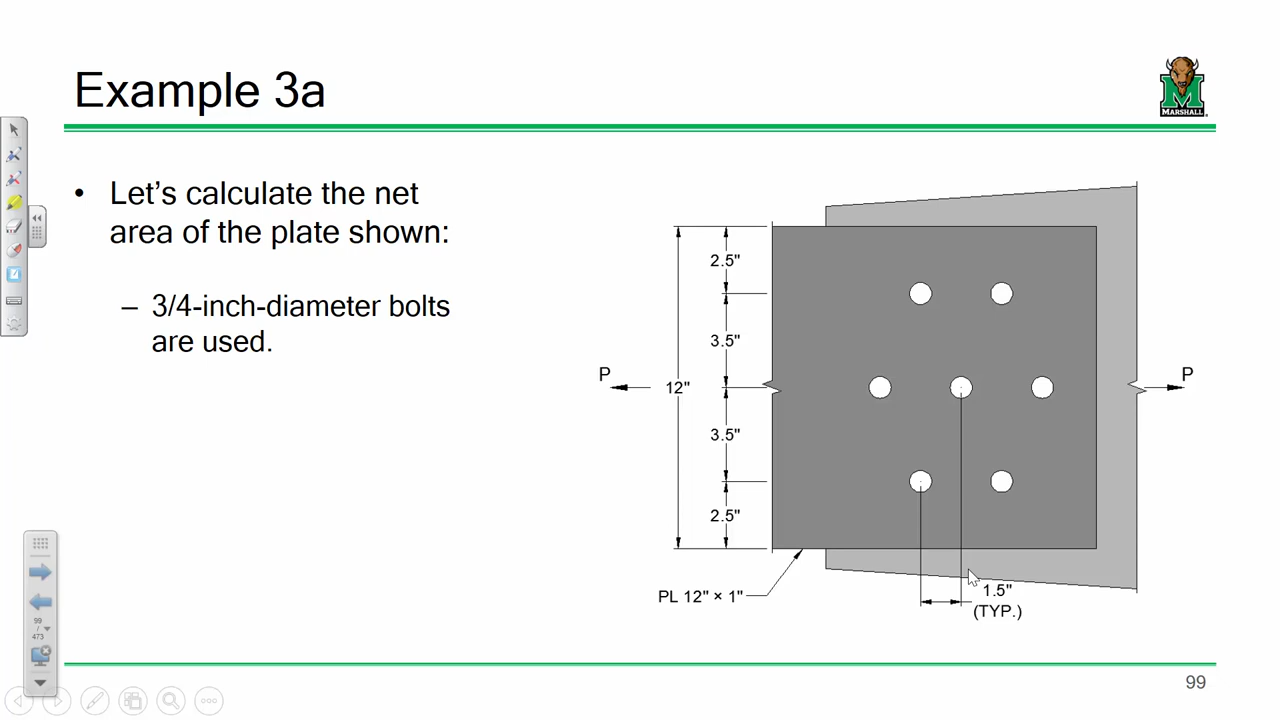 Example 3a
MARSHALL
• Let's calculate the net
area of the plate shown:
– 3/4-inch-diameter bolts
are used.
2.5"
3.5"
P
12"
P
3.5"
2.5"
PL 12" × 1"
1.5"
(TYP.)
99
/
473
99